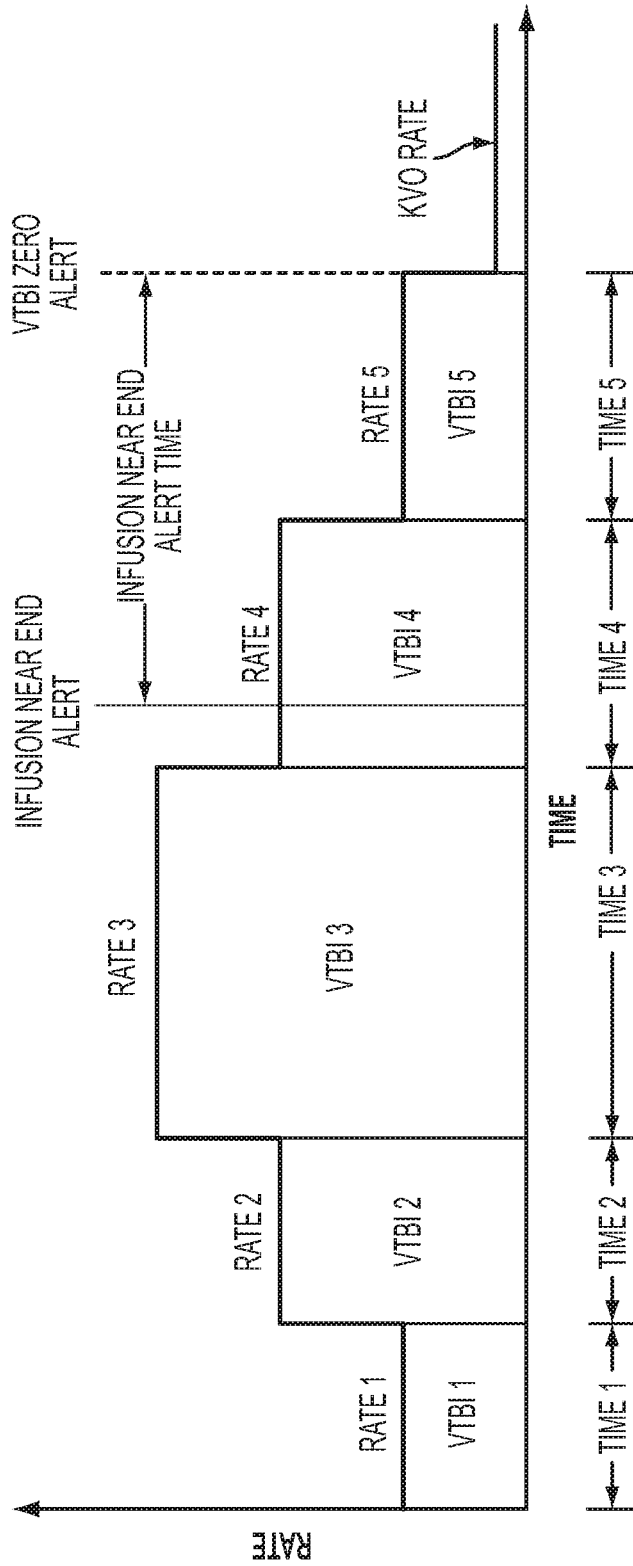 INFUSION NEAR END
ALERT
VTBI ZERO
ALERT
INFUSION NEAR END
ALERT TIME
RATE
RATE 1
RATE 2
RATE 3
RATE 4
RATE 5
KVO RATE
VTBI 1
VTBI 2
VTBI 3
VTBI 4
VTBI 5
TIME
TIME 1
TIME 2
TIME 3
TIME 4
TIME 5